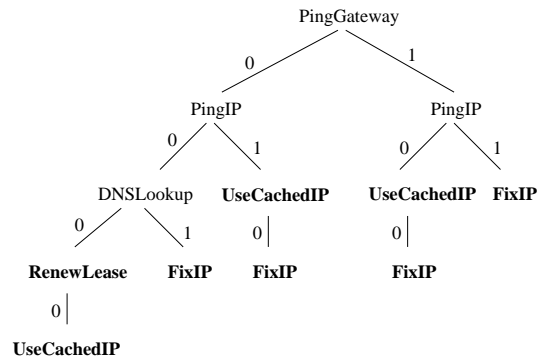 PingGateway
0 1
PingIP PingIP
0 1 0 1
DNSLookup UseCachedIP UseCachedIP FixIP
0 1 0 0
RenewLease FixIP FixIP FixIP
0
UseCachedIP